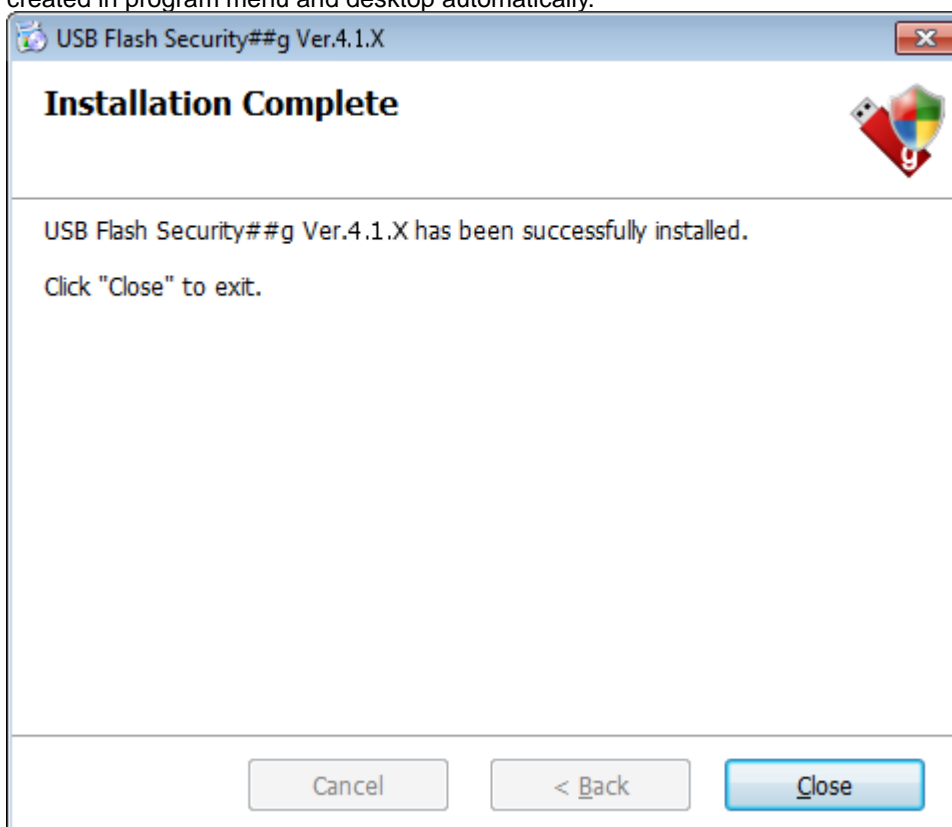 created in program menu and desktop automatically.
USB Flash Security##g Ver.4.1.X
Installation Complete
g
USB Flash Security##g Ver.4.1.X has been successfully installed.
Click "Close" to exit.
Cancel
< Back
Close